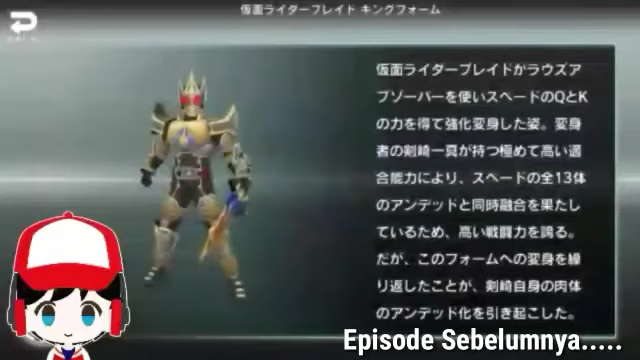 仮面ライダーブレイド キングフォーム
仮面ライダーブレイドがラウズア
ブソーバーを使いスペードのQとK
の力を得て強化変身した姿。変身
者の剣崎一真が持つ極めて高い適
合能力により、スペードの全13体
のアンデッドと同時融合を果たし
ているため、高い戦闘力を誇る。
だが、このフォームへの変身を繰
り返したことが、剣崎自身の肉体
のアンデッド化を引き起こした。
Episode Sebelumnya.....